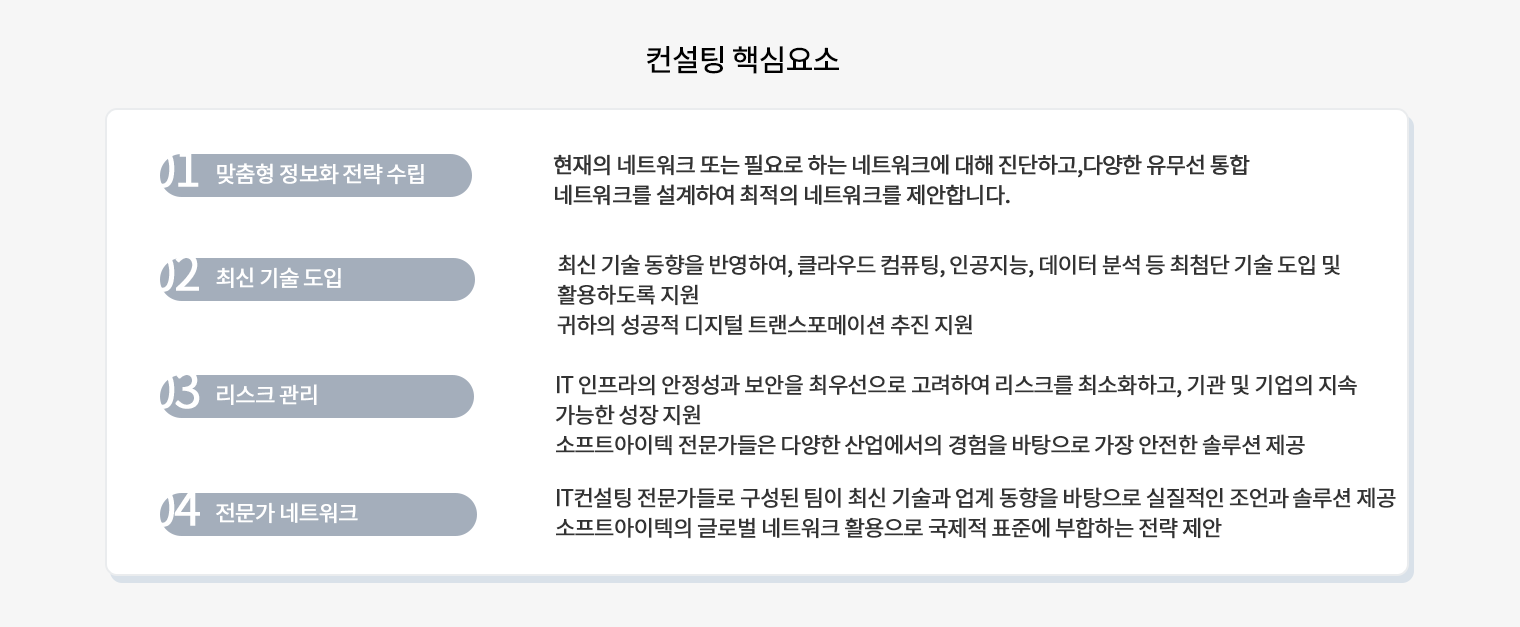 컨설팅 핵심요소
01 맞춤형 정보화 전략 수립
현재의 네트워크 또는 필요로 하는 네트워크에 대해 진단하고,다양한 유무선 통합
네트워크를 설계하여 최적의 네트워크를 제안합니다.
02 최신 기술 도입
최신 기술 동향을 반영하여, 클라우드 컴퓨팅, 인공지능, 데이터 분석 등 최첨단 기술 도입 및
활용하도록 지원
귀하의 성공적 디지털 트랜스포메이션 추진 지원
03 리스크 관리
IT 인프라의 안정성과 보안을 최우선으로 고려하여 리스크를 최소화하고, 기관 및 기업의 지속
가능한 성장 지원
소프트아이텍 전문가들은 다양한 산업에서의 경험을 바탕으로 가장 안전한 솔루션 제공
04 전문가 네트워크
IT컨설팅 전문가들로 구성된 팀이 최신 기술과 업계 동향을 바탕으로 실질적인 조언과 솔루션 제공
소프트아이텍의 글로벌 네트워크 활용으로 국제적 표준에 부합하는 전략 제안